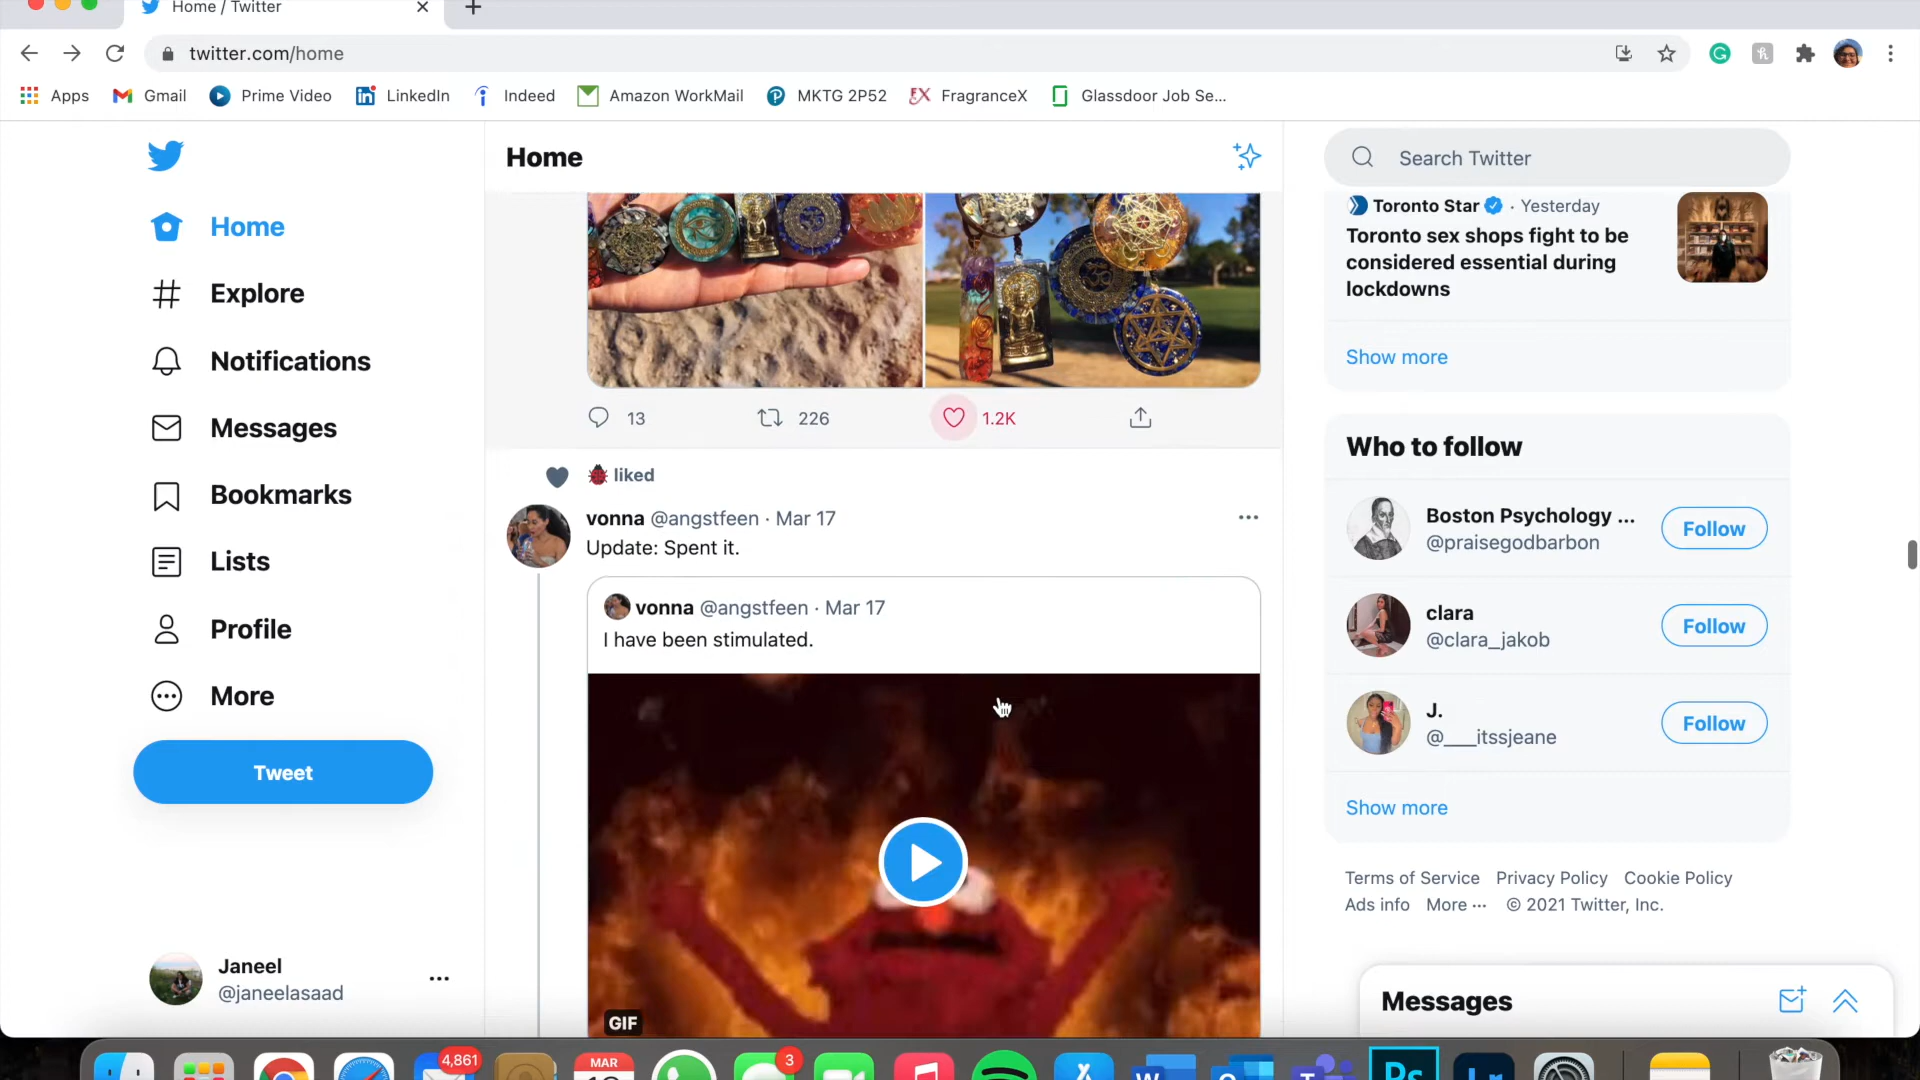 Home / Twitter
twitter.com/home
Apps
Gmail
Prime Video
LinkedIn
Indeed
Amazon WorkMail
MKTG 2P52
FragranceX
Glassdoor Job Se...
Home
Explore
Notifications
Messages
Bookmarks
Lists
Profile
More
Tweet
Janeel
@janeelasaad
Home
13
226
1.2K
liked
vonna @angstfeen · Mar 17
Update: Spent it.
vonna @angstfeen · Mar 17
I have been stimulated.
GIF
Search Twitter
Toronto Star · Yesterday
Toronto sex shops fight to be
considered essential during
lockdowns
Show more
Who to follow
Boston Psychology ...
@praisegodbarbon
Follow
clara
@clara_jakob
Follow
J.
@___itssjeane
Follow
Show more
Terms of Service Privacy Policy Cookie Policy
Ads info More ··· © 2021 Twitter, Inc.
Messages
4,861
MAR
3
W
Ps